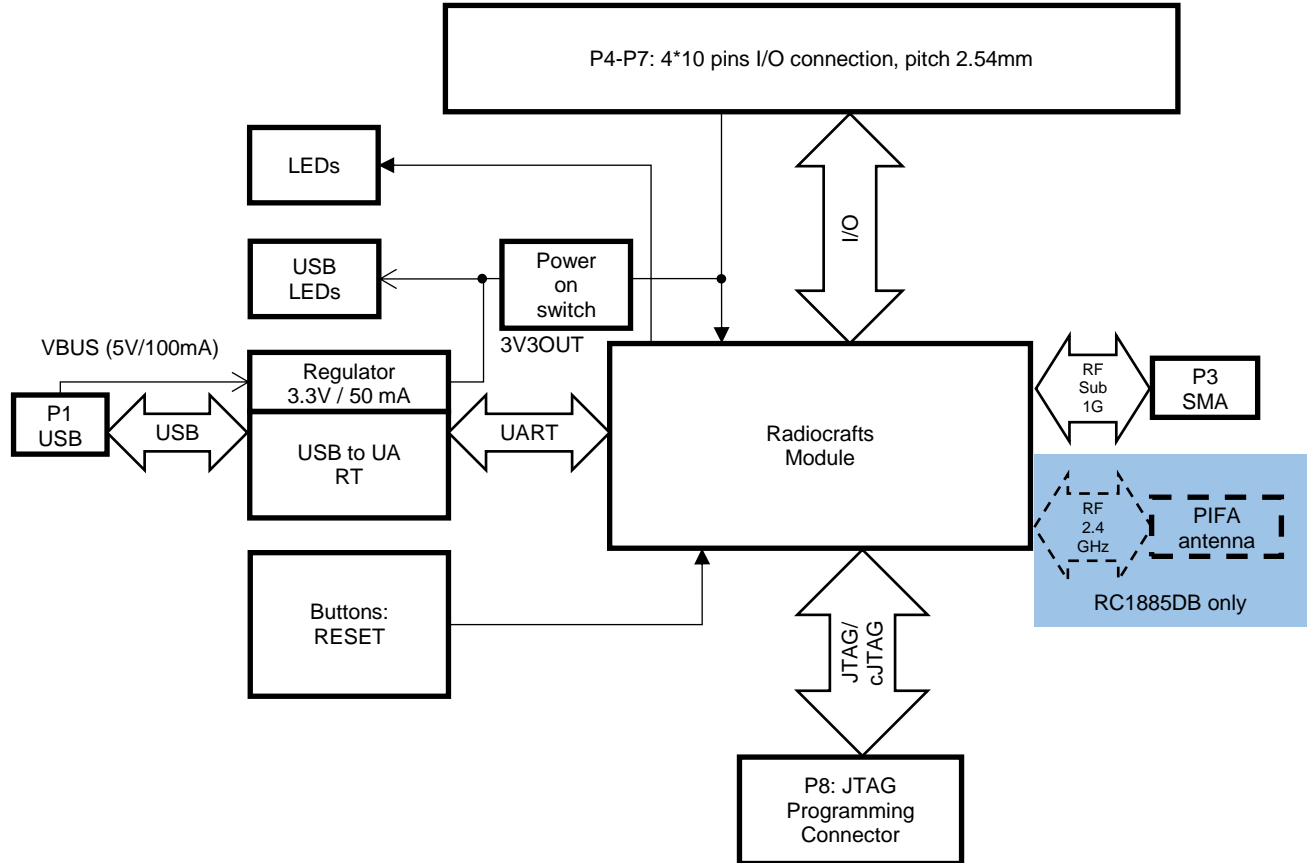 P4-P7: 4*10 pins I/O connection, pitch 2.54mm
LEDs
I/O
USB
LEDs
Power
on
switch
3V3OUT
VBUS (5V/100mA)
Regulator
3.3V / 50 mA
P1
USB
USB
USB to UA
RT
UART
Radiocrafts
Module
RF
Sub
1G
P3
SMA
RF
2.4
GHz
PIFA
antenna
RC1885DB only
Buttons:
RESET
JTAG/
cJTAG
P8: JTAG
Programming
Connector